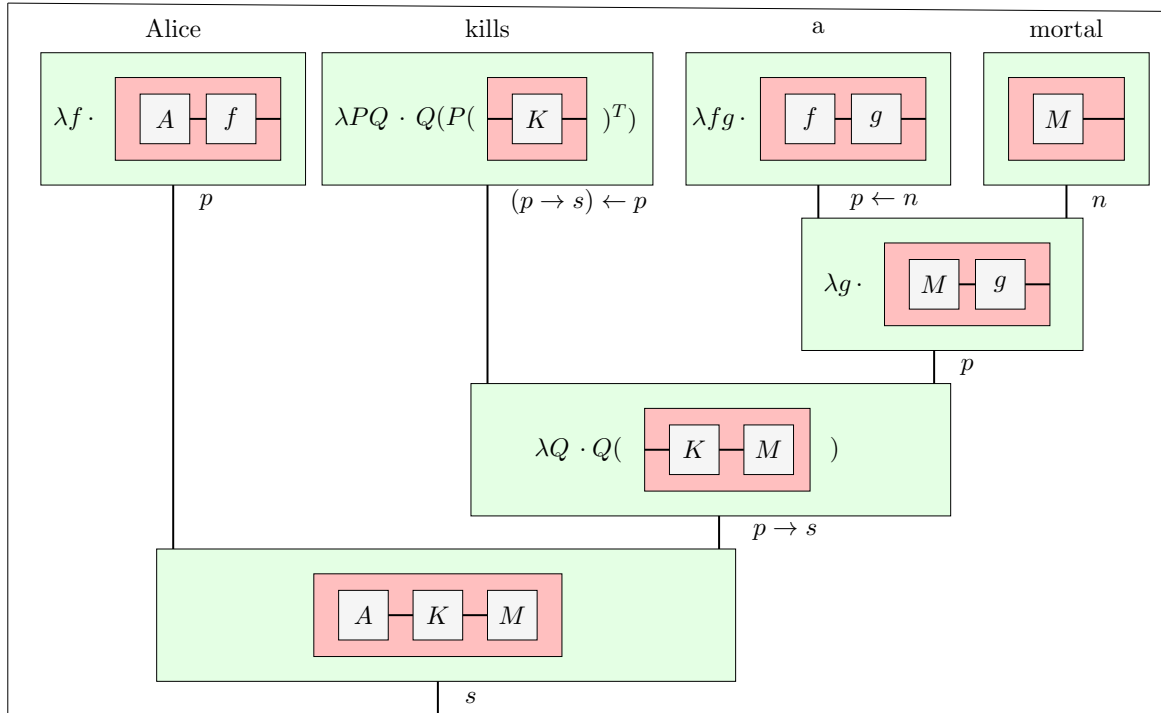 Alice kills a mortal
λf · A f λPQ · Q(P( K )^T) λfg · f g M
p (p → s) ← p p ← n n
λg · M g
p
λQ · Q( K M )
p → s
A K M
s